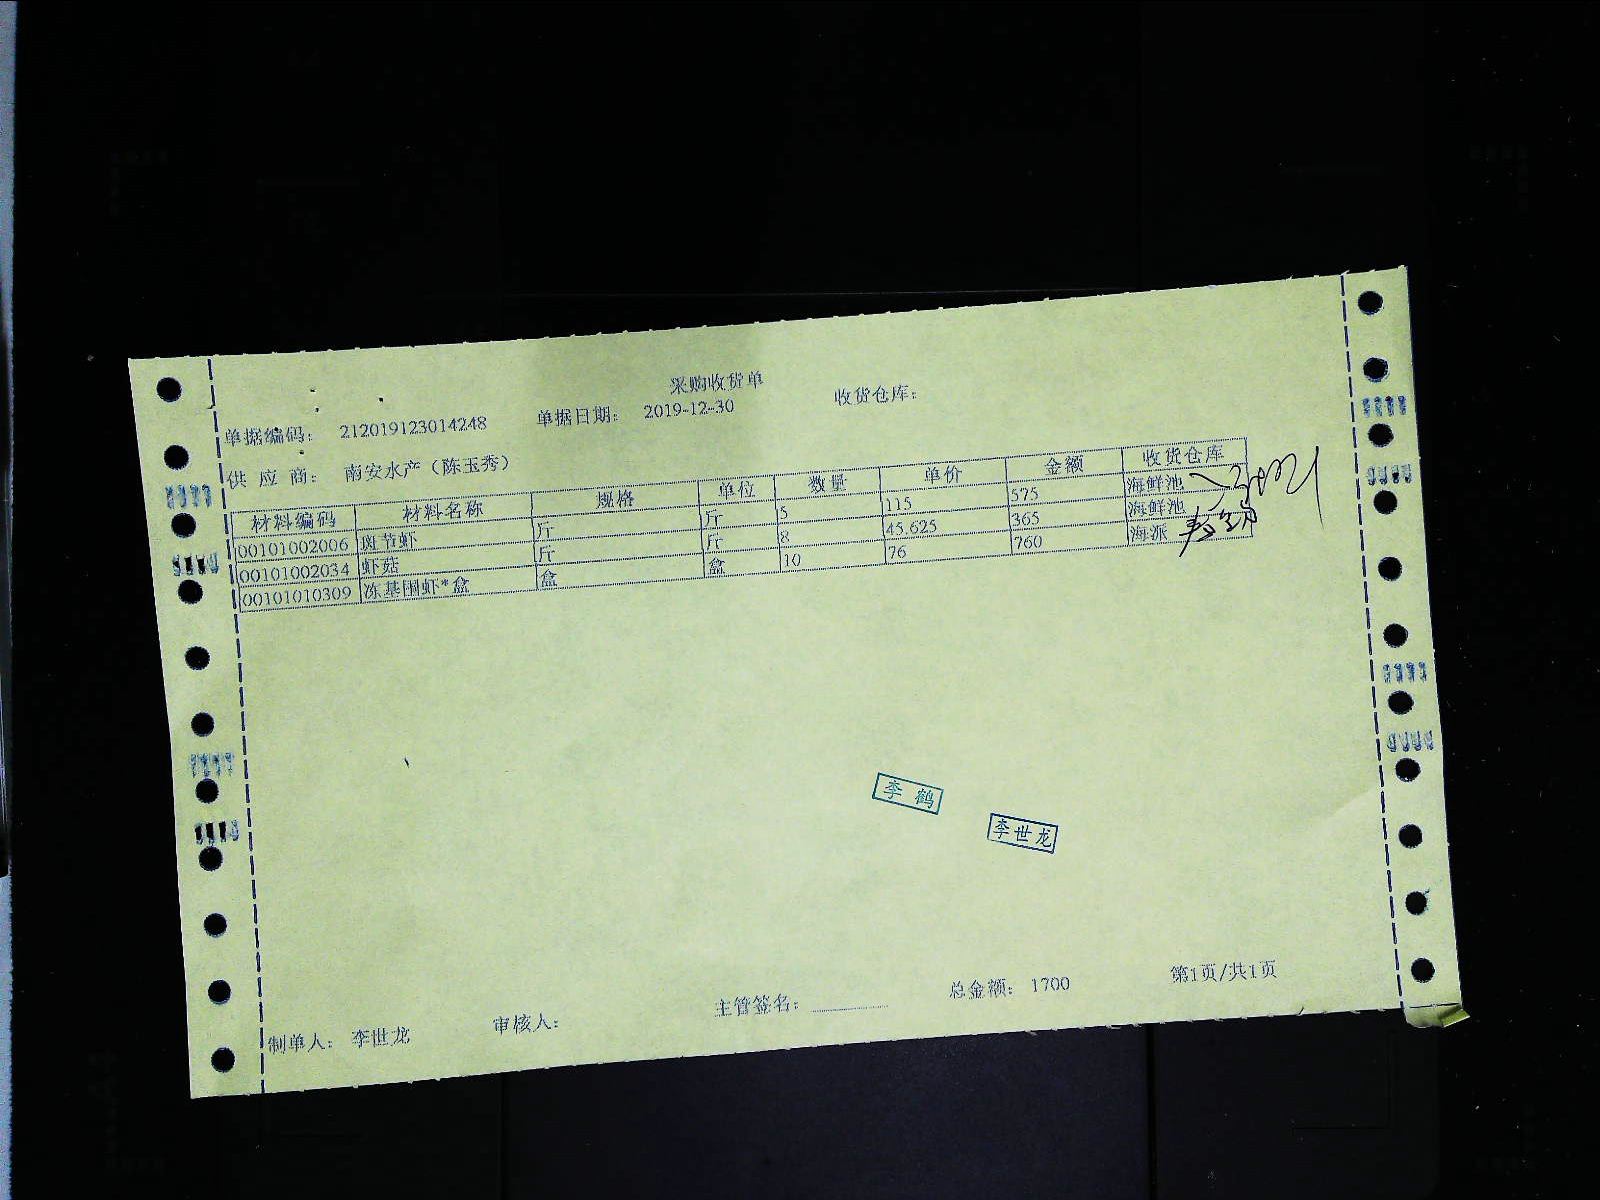 采购收货单
单据编码： 212019123014248 单据日期： 2019-12-30 收货仓库：
供 应 商： 南安水产（陈玉秀）
材料编码 材料名称 规格 单位 数量 单价 金额 收货仓库
00101002006 斑节虾 斤 斤 5 115 575 海鲜池
00101002034 虾菇 斤 斤 8 45.625 365 海鲜池
00101010309 冻基围虾*盒 盒 盒 10 76 760 海派
李鹤
李世龙
制单人： 李世龙 审核人： 主管签名： 总金额： 1700 第1页/共1页